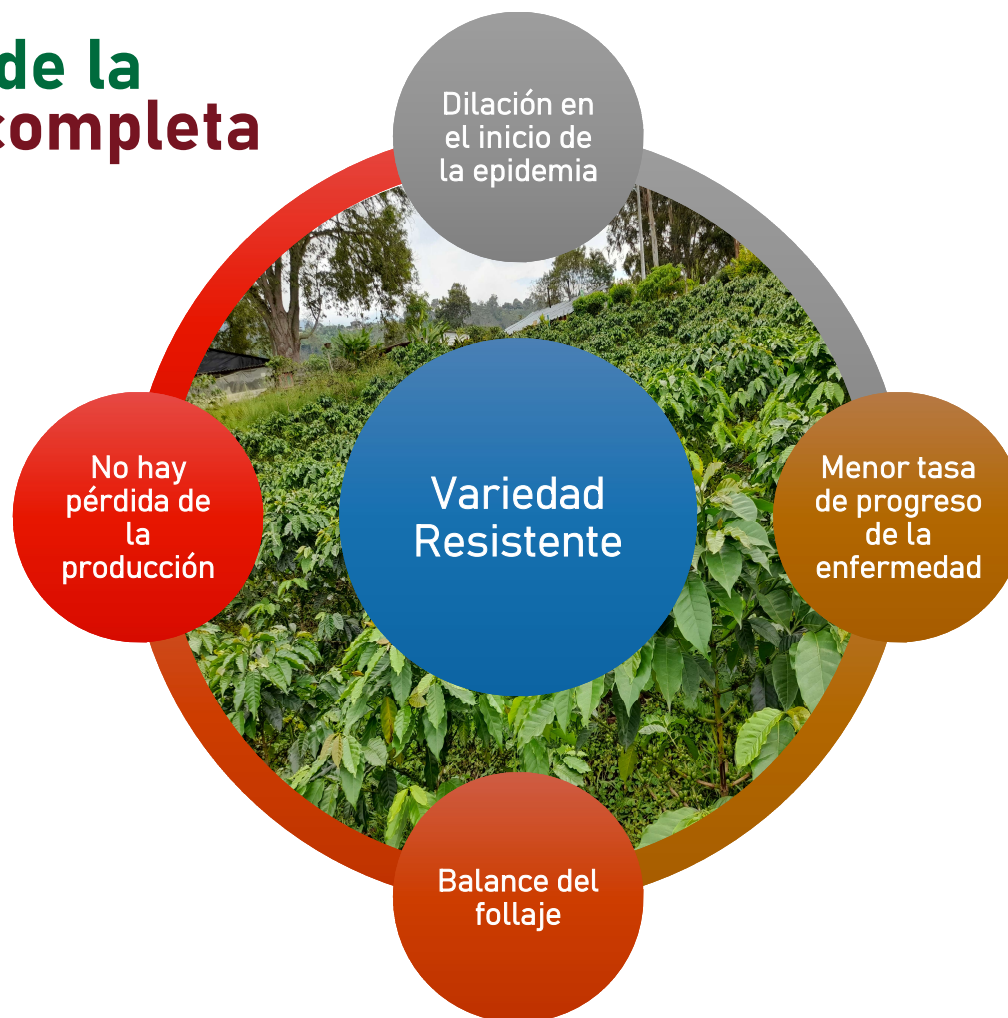 de la
completa
Dilación en
el inicio de
la epidemia
No hay
pérdida de
la
producción
Variedad
Resistente
Menor tasa
de progreso
de la
enfermedad
Balance del
follaje